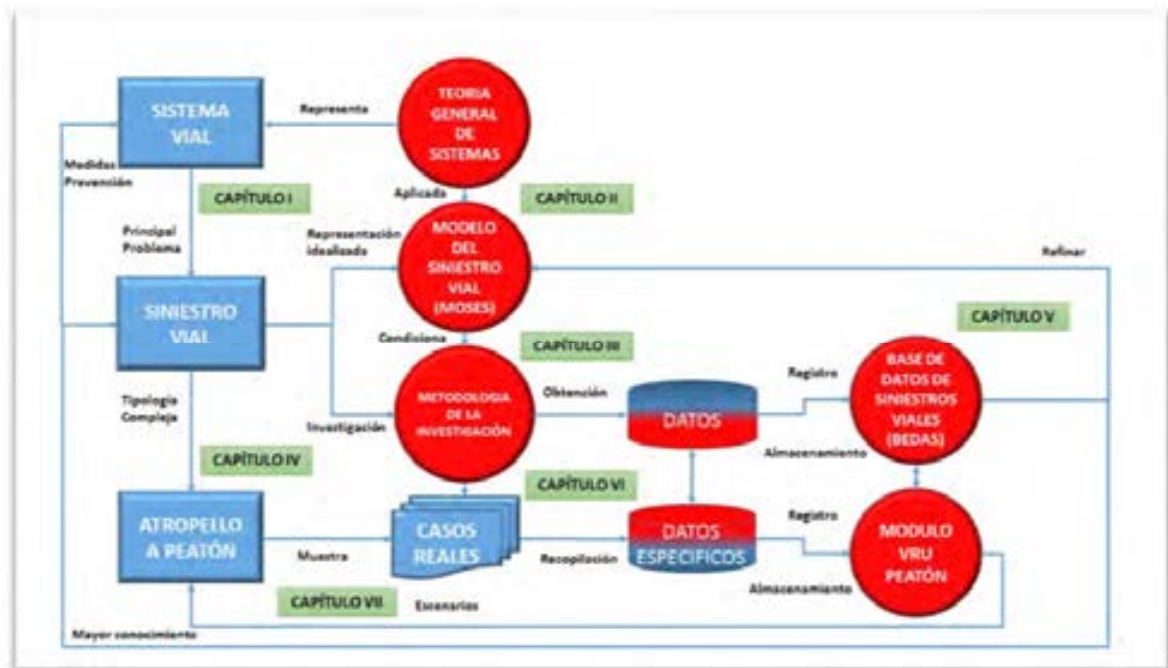 SISTEMA
VIAL
Representa
TEORIA
GENERAL
DE
SISTEMAS
Medidas
Prevención
CAPÍTULO I
Aplicada
CAPÍTULO II
Principal
Problema
Representación
idealizada
MODELO
DEL
SINIESTRO
VIAL
(MOSES)
Refinar
SINIESTRO
VIAL
Condiciona
CAPÍTULO III
CAPÍTULO V
Tipología
Compleja
Investigación
METODOLOGIA
DE LA
INVESTIGACIÓN
Obtención
DATOS
Registro
Almacenamiento
BASE DE
DATOS DE
SINIESTROS
VIALES
(BEDAS)
CAPÍTULO IV
CAPÍTULO VI
ATROPELLO
A PEATÓN
Muestra
CASOS
REALES
Recopilación
DATOS
ESPECIFICOS
Registro
Almacenamiento
MODULO
VRU
PEATÓN
CAPÍTULO VII
Escenarios
Mayor conocimiento